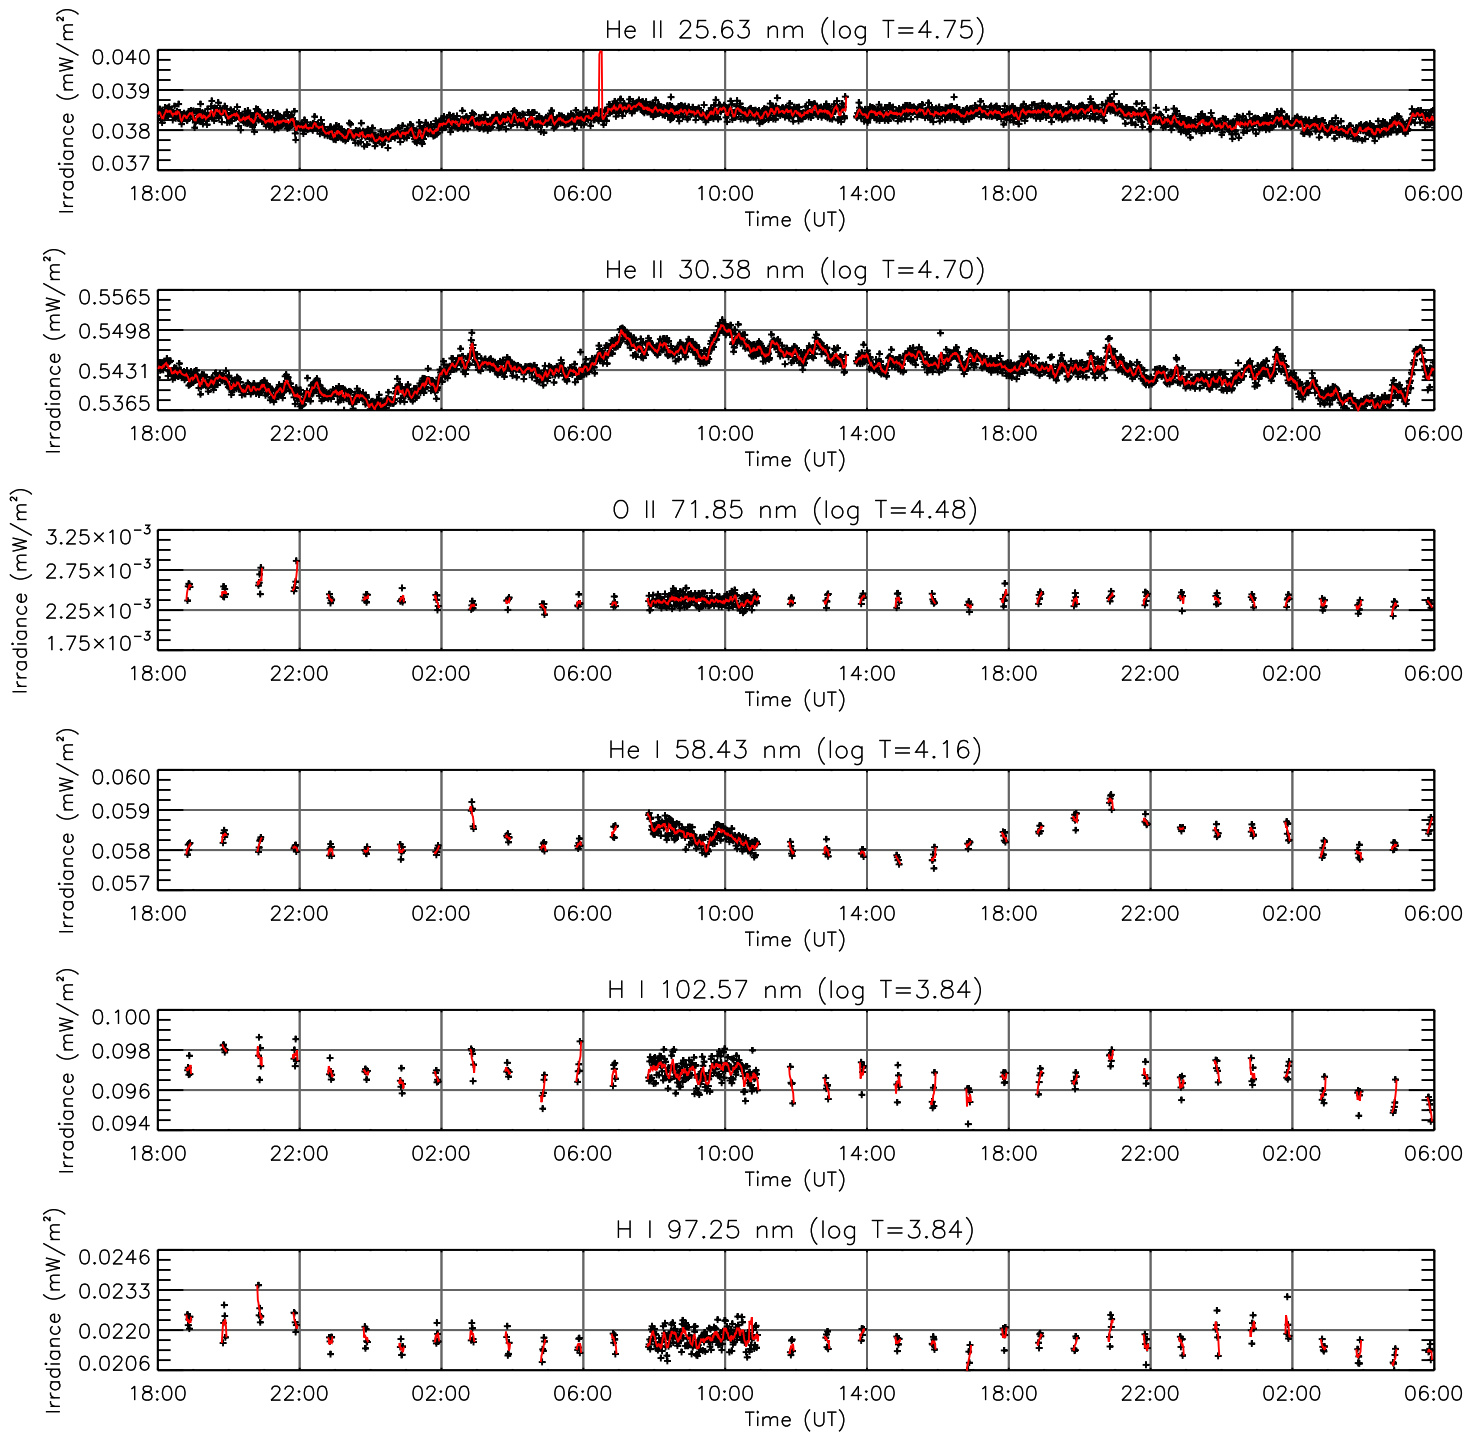 He II 25.63 nm (log T=4.75)
Irradiance (mW/m²)
0.040
0.039
0.038
0.037
18:00 22:00 02:00 06:00 10:00 14:00 18:00 22:00 02:00 06:00
Time (UT)
He II 30.38 nm (log T=4.70)
Irradiance (mW/m²)
0.5565
0.5498
0.5431
0.5365
18:00 22:00 02:00 06:00 10:00 14:00 18:00 22:00 02:00 06:00
Time (UT)
O II 71.85 nm (log T=4.48)
Irradiance (mW/m²)
3.25×10⁻³
2.75×10⁻³
2.25×10⁻³
1.75×10⁻³
18:00 22:00 02:00 06:00 10:00 14:00 18:00 22:00 02:00 06:00
Time (UT)
He I 58.43 nm (log T=4.16)
Irradiance (mW/m²)
0.060
0.059
0.058
0.057
18:00 22:00 02:00 06:00 10:00 14:00 18:00 22:00 02:00 06:00
Time (UT)
H I 102.57 nm (log T=3.84)
Irradiance (mW/m²)
0.100
0.098
0.096
0.094
18:00 22:00 02:00 06:00 10:00 14:00 18:00 22:00 02:00 06:00
Time (UT)
H I 97.25 nm (log T=3.84)
Irradiance (mW/m²)
0.0246
0.0233
0.0220
0.0206
18:00 22:00 02:00 06:00 10:00 14:00 18:00 22:00 02:00 06:00
Time (UT)